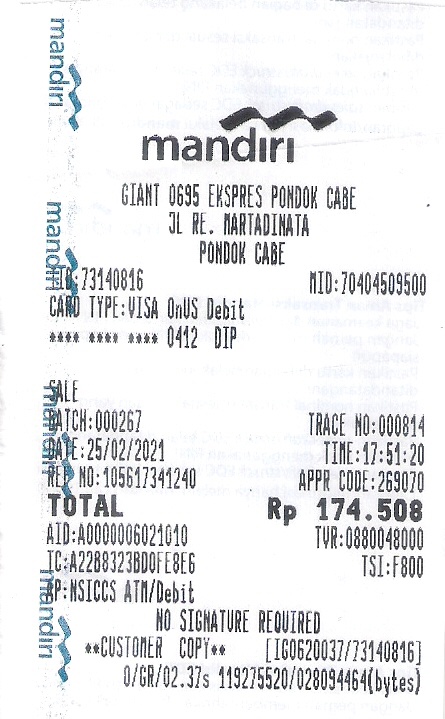 mandiri
GIANT 0695 EKSPRES PONDOK CABE
JL RE. MARTADINATA
PONDOK CABE
TID:73140816 MID:70404509500
CARD TYPE:VISA OnUS Debit
**** **** **** 0412 DIP
SALE
BATCH:000267 TRACE NO:000814
DATE:25/02/2021 TIME:17:51:20
REF NO:105617341240 APPR CODE:269070
TOTAL Rp 174.508
AID:A0000006021010 TVR:0880048000
TC:A22B8323BD0FE8E6 TSI:F800
AP:NSICCS ATM/Debit
NO SIGNATURE REQUIRED
**CUSTOMER COPY** [IGO620037/73140816]
0/GR/02.37s 119275520/028094464(bytes)
mandiri
mandiri
mandiri
mandiri